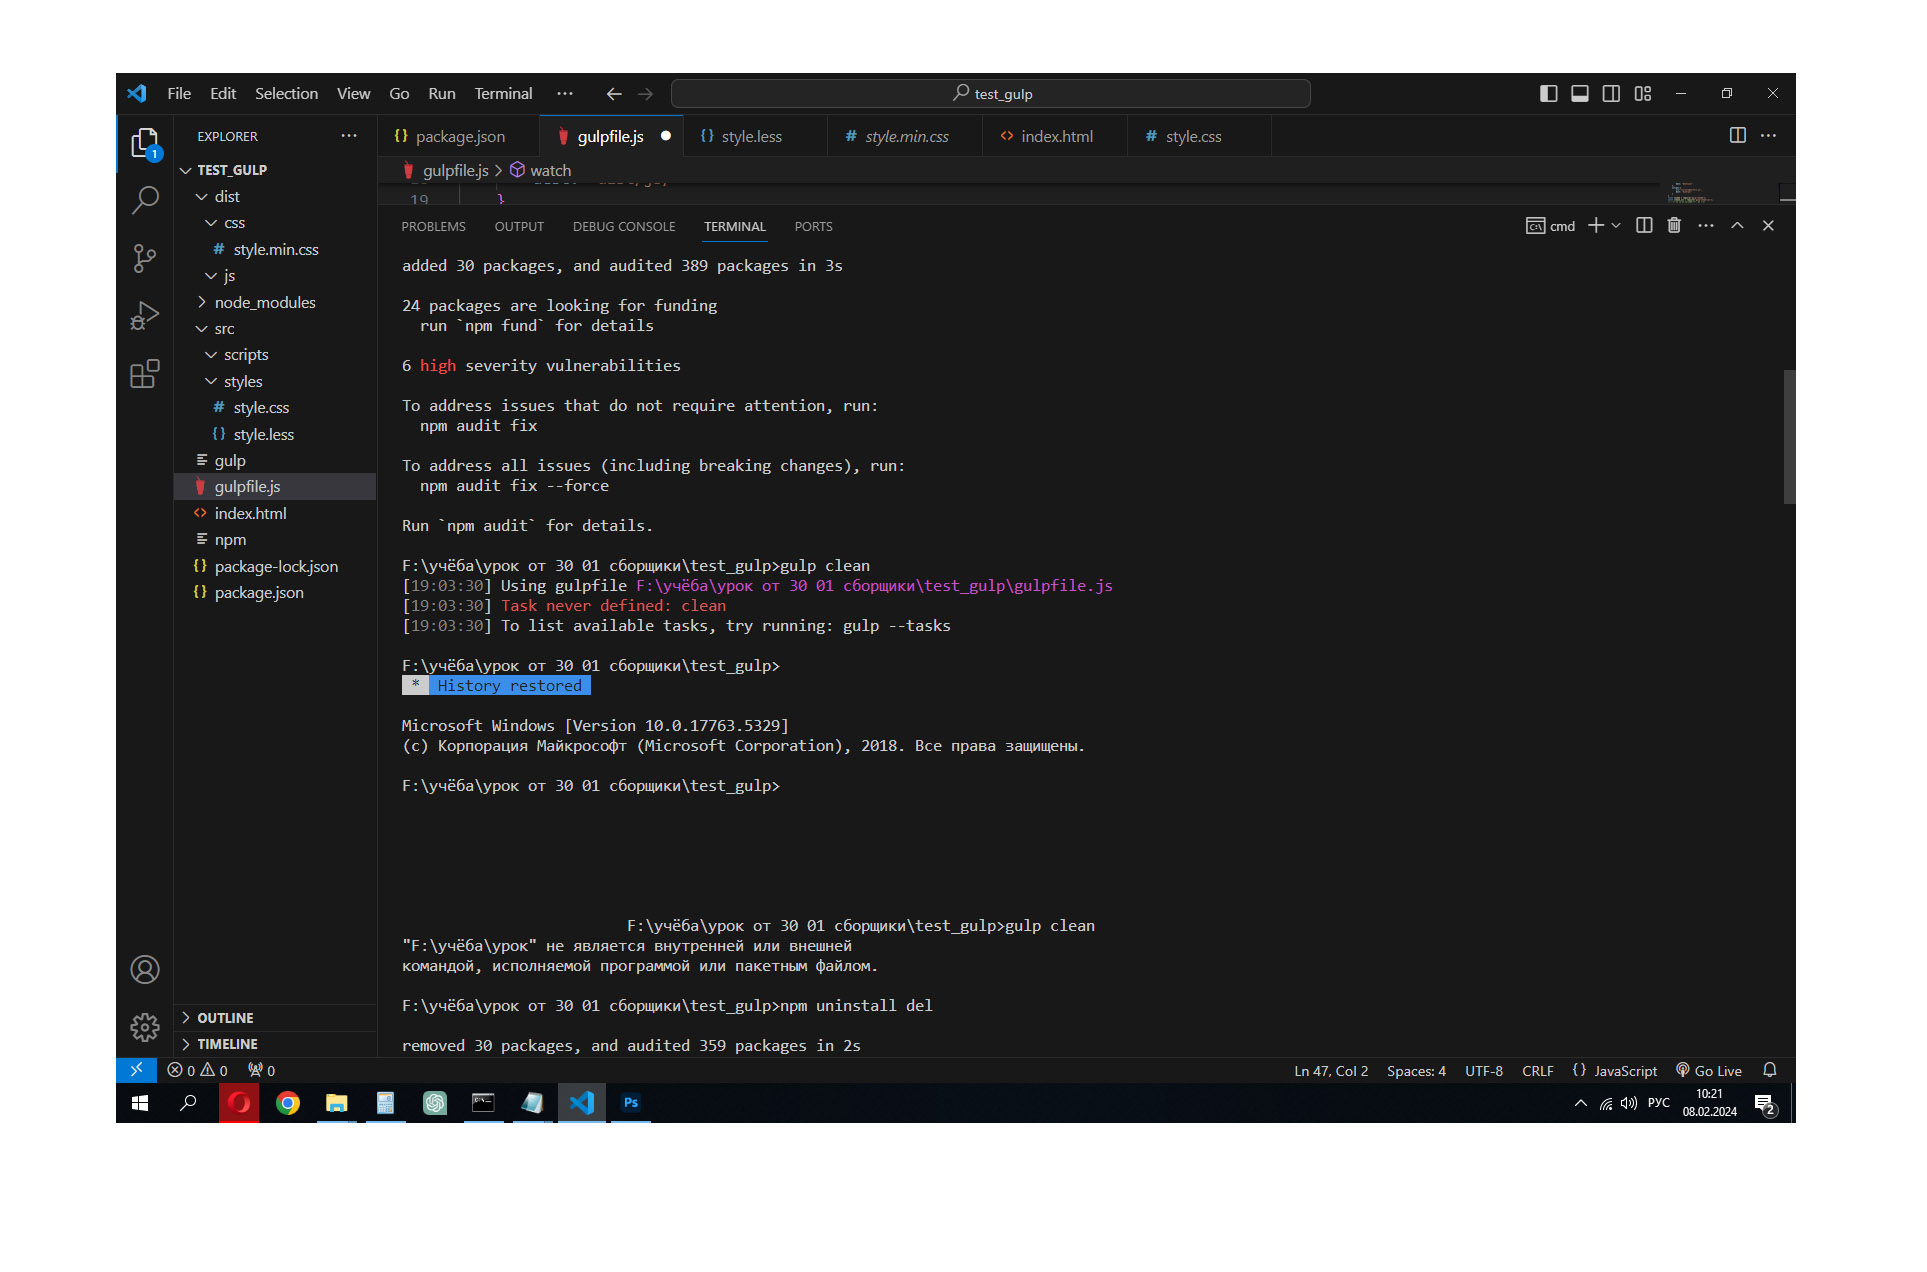 File Edit Selection View Go Run Terminal ··· test_gulp
EXPLORER ···
package.json gulpfile.js style.less style.min.css index.html style.css ···
1
TEST_GULP
gulpfile.js > watch
dist
19 }
css
style.min.css
js
node_modules
src
scripts
styles
style.css
style.less
gulp
gulpfile.js
index.html
npm
package-lock.json
package.json
OUTLINE
TIMELINE
PROBLEMS OUTPUT DEBUG CONSOLE TERMINAL PORTS cmd
added 30 packages, and audited 389 packages in 3s
24 packages are looking for funding
run `npm fund` for details
6 high severity vulnerabilities
To address issues that do not require attention, run:
npm audit fix
To address all issues (including breaking changes), run:
npm audit fix --force
Run `npm audit` for details.
F:\учёба\урок от 30 01 сборщики\test_gulp>gulp clean
[19:03:30] Using gulpfile F:\учёба\урок от 30 01 сборщики\test_gulp\gulpfile.js
[19:03:30] Task never defined: clean
[19:03:30] To list available tasks, try running: gulp --tasks
F:\учёба\урок от 30 01 сборщики\test_gulp>
* History restored
Microsoft Windows [Version 10.0.17763.5329]
(c) Корпорация Майкрософт (Microsoft Corporation), 2018. Все права защищены.
F:\учёба\урок от 30 01 сборщики\test_gulp>
F:\учёба\урок от 30 01 сборщики\test_gulp>gulp clean
"F:\учёба\урок" не является внутренней или внешней
командой, исполняемой программой или пакетным файлом.
F:\учёба\урок от 30 01 сборщики\test_gulp>npm uninstall del
removed 30 packages, and audited 359 packages in 2s
0 0 0 Ln 47, Col 2 Spaces: 4 UTF-8 CRLF { } JavaScript Go Live
Ps РУС 10:21
08.02.2024 2